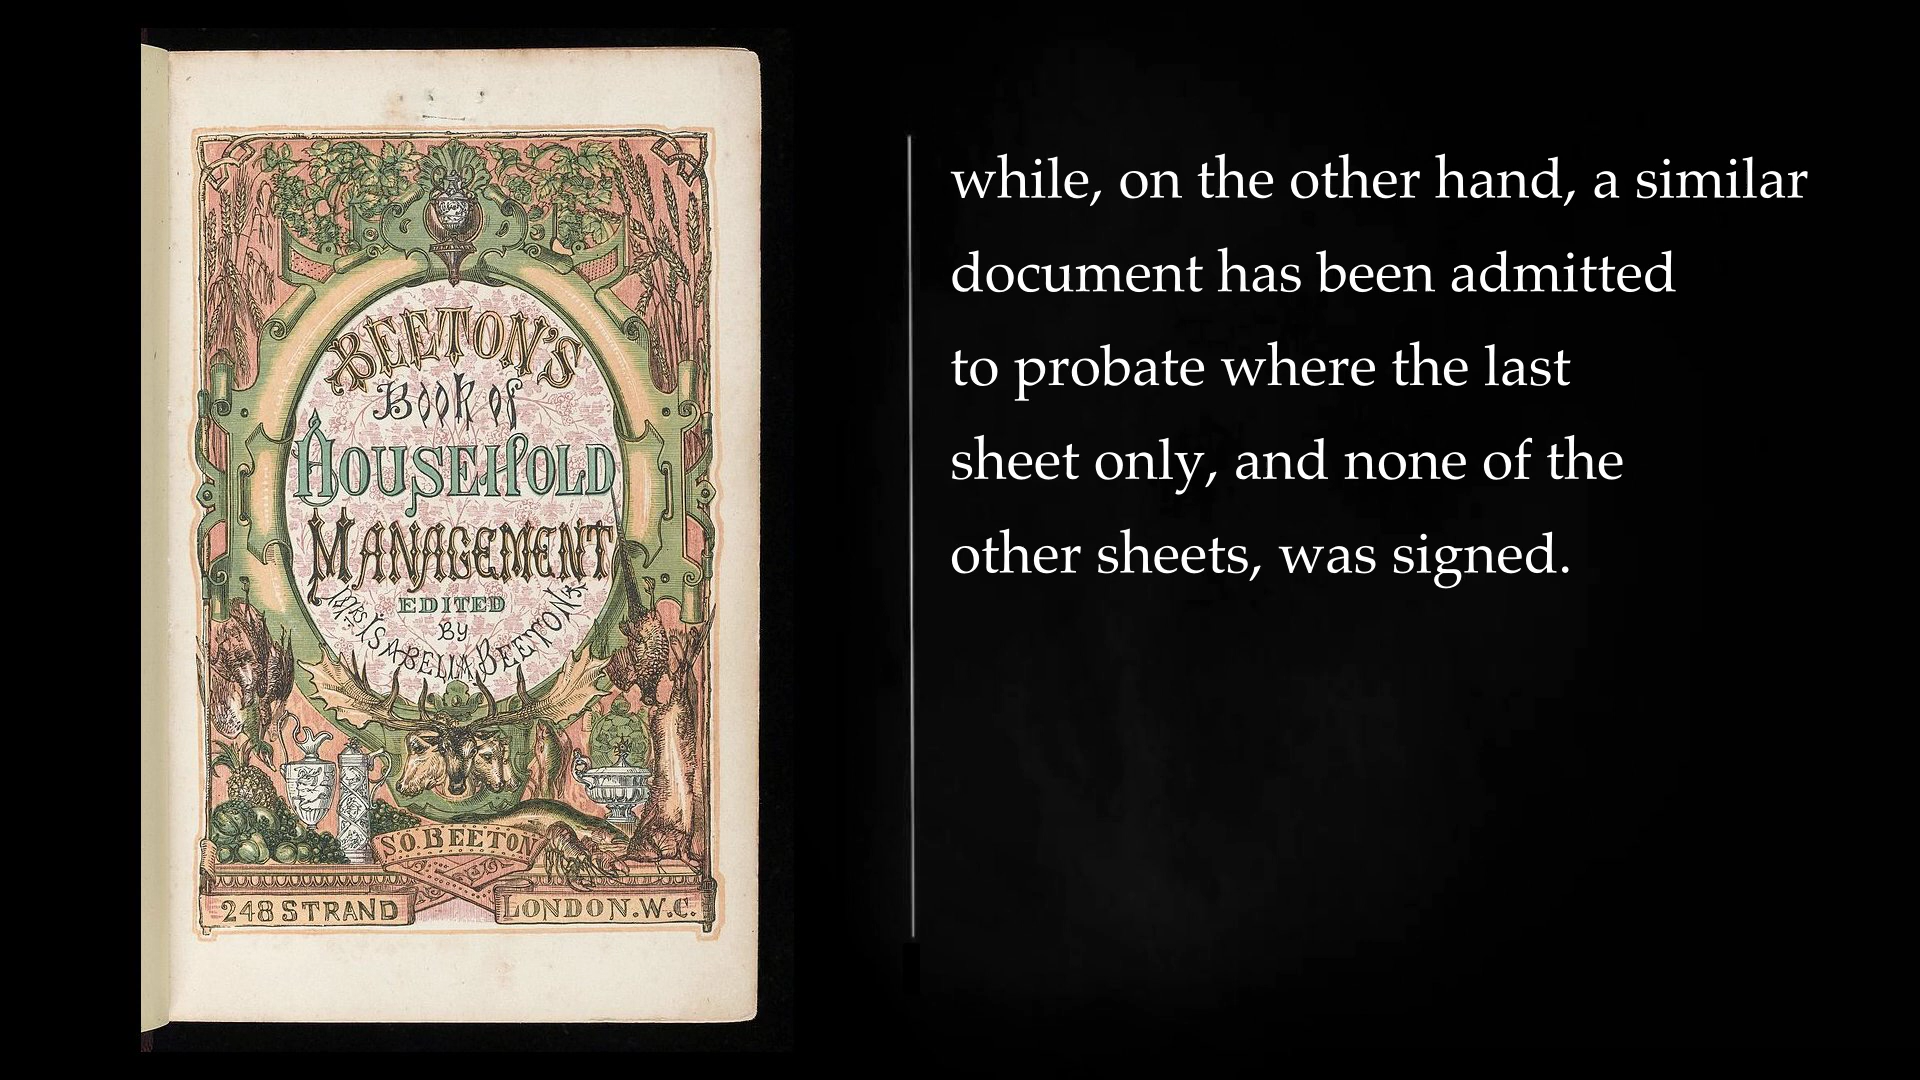 BEETON'S
Book of
HOUSEHOLD
MANAGEMENT
EDITED
BY
MRS ISABELLA BEETON
S.O. BEETON
248 STRAND
LONDON. W.C.
while, on the other hand, a similar
document has been admitted
to probate where the last
sheet only, and none of the
other sheets, was signed.